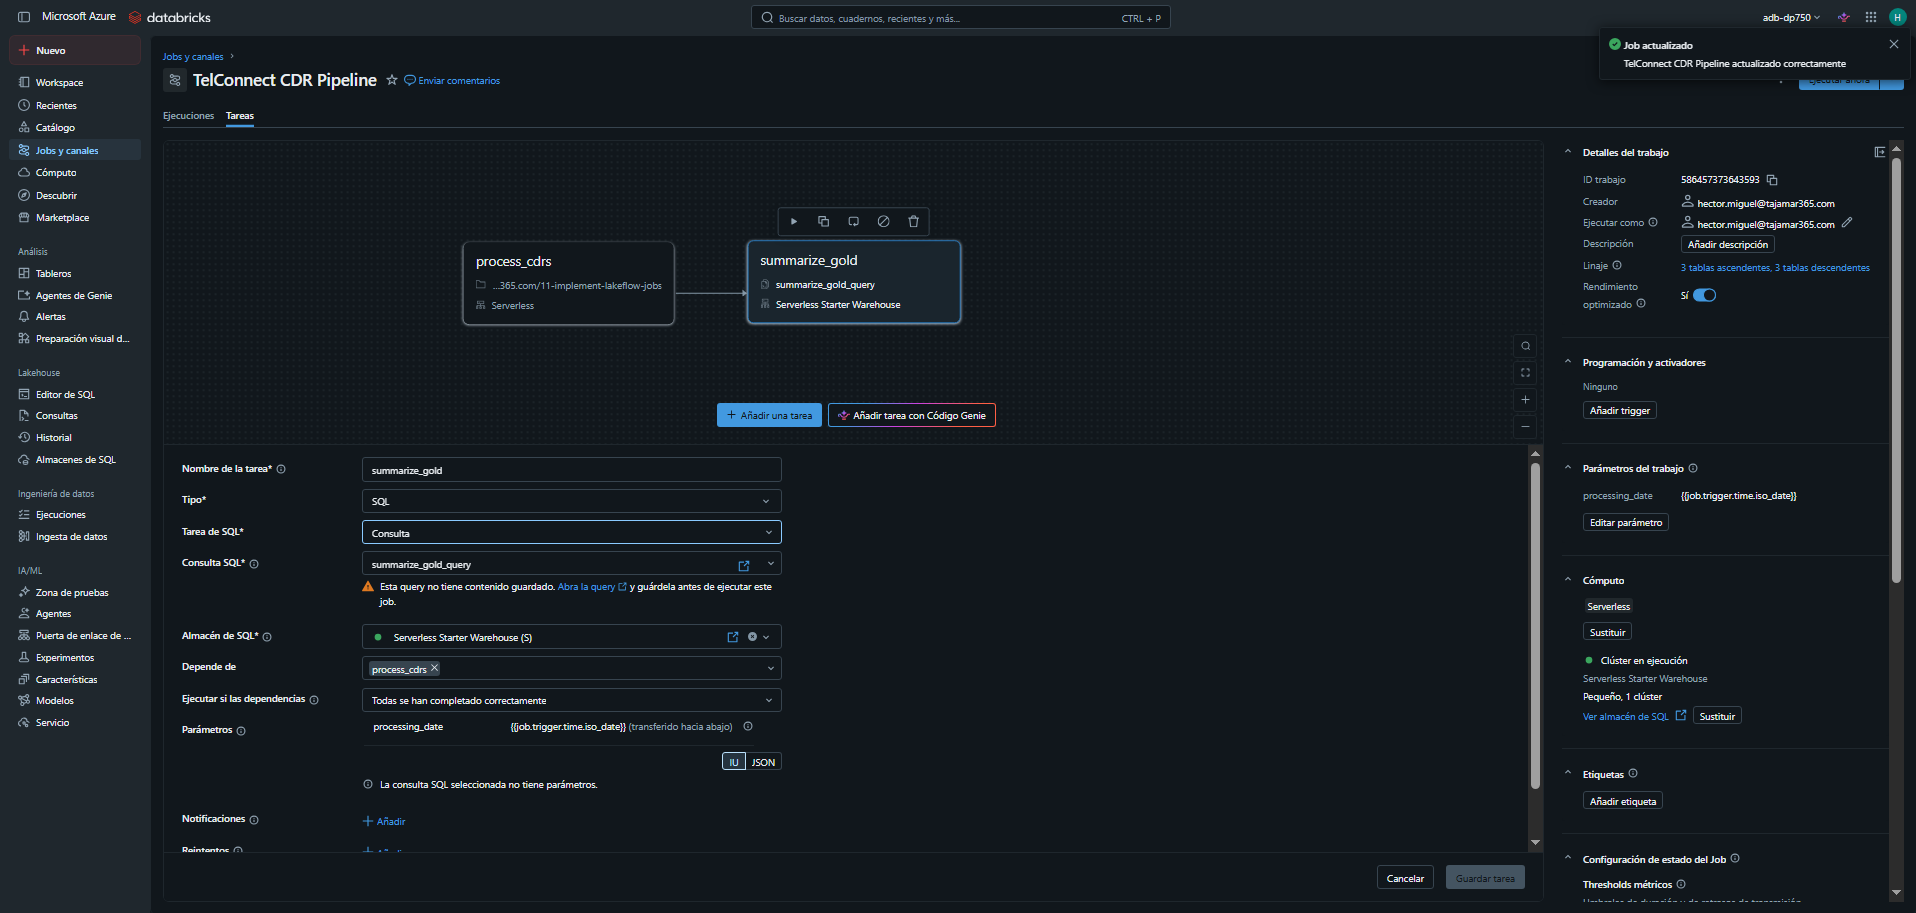 Microsoft Azure
databricks
Buscar datos, cuadernos, recientes y más...
CTRL + P
adb-dp750
H
Nuevo
Workspace
Recientes
Catálogo
Jobs y canales
Cómputo
Descubrir
Marketplace
Análisis
Tableros
Agentes de Genie
Alertas
Preparación visual d...
Lakehouse
Editor de SQL
Consultas
Historial
Almacenes de SQL
Ingeniería de datos
Ejecuciones
Ingesta de datos
IA/ML
Zona de pruebas
Agentes
Puerta de enlace de ...
Experimentos
Características
Modelos
Servicio
Jobs y canales
TelConnect CDR Pipeline
Enviar comentarios
Job actualizado
TelConnect CDR Pipeline actualizado correctamente
Ejecutar ahora
Ejecuciones
Tareas
process_cdrs
...365.com/11-implement-lakeflow-jobs
Serverless
summarize_gold
summarize_gold_query
Serverless Starter Warehouse
Añadir una tarea
Añadir tarea con Código Genie
Nombre de la tarea*
summarize_gold
Tipo*
SQL
Tarea de SQL*
Consulta
Consulta SQL*
summarize_gold_query
Esta query no tiene contenido guardado. Abra la query y guárdela antes de ejecutar este
job.
Almacén de SQL*
Serverless Starter Warehouse (S)
Depende de
process_cdrs
Ejecutar si las dependencias
Todas se han completado correctamente
Parámetros
processing_date
{{job.trigger.time.iso_date}} (transferido hacia abajo)
IU
JSON
La consulta SQL seleccionada no tiene parámetros.
Notificaciones
Añadir
Reintentos
Añadir
Cancelar
Guardar tarea
Detalles del trabajo
ID trabajo
586457373643593
Creador
hector.miguel@tajamar365.com
Ejecutar como
hector.miguel@tajamar365.com
Descripción
Añadir descripción
Linaje
3 tablas ascendentes, 3 tablas descendentes
Rendimiento
optimizado
Sí
Programación y activadores
Ninguno
Añadir trigger
Parámetros del trabajo
processing_date
{{job.trigger.time.iso_date}}
Editar parámetro
Cómputo
Serverless
Sustituir
Clúster en ejecución
Serverless Starter Warehouse
Pequeño, 1 clúster
Ver almacén de SQL
Sustituir
Etiquetas
Añadir etiqueta
Configuración de estado del Job
Thresholds métricos